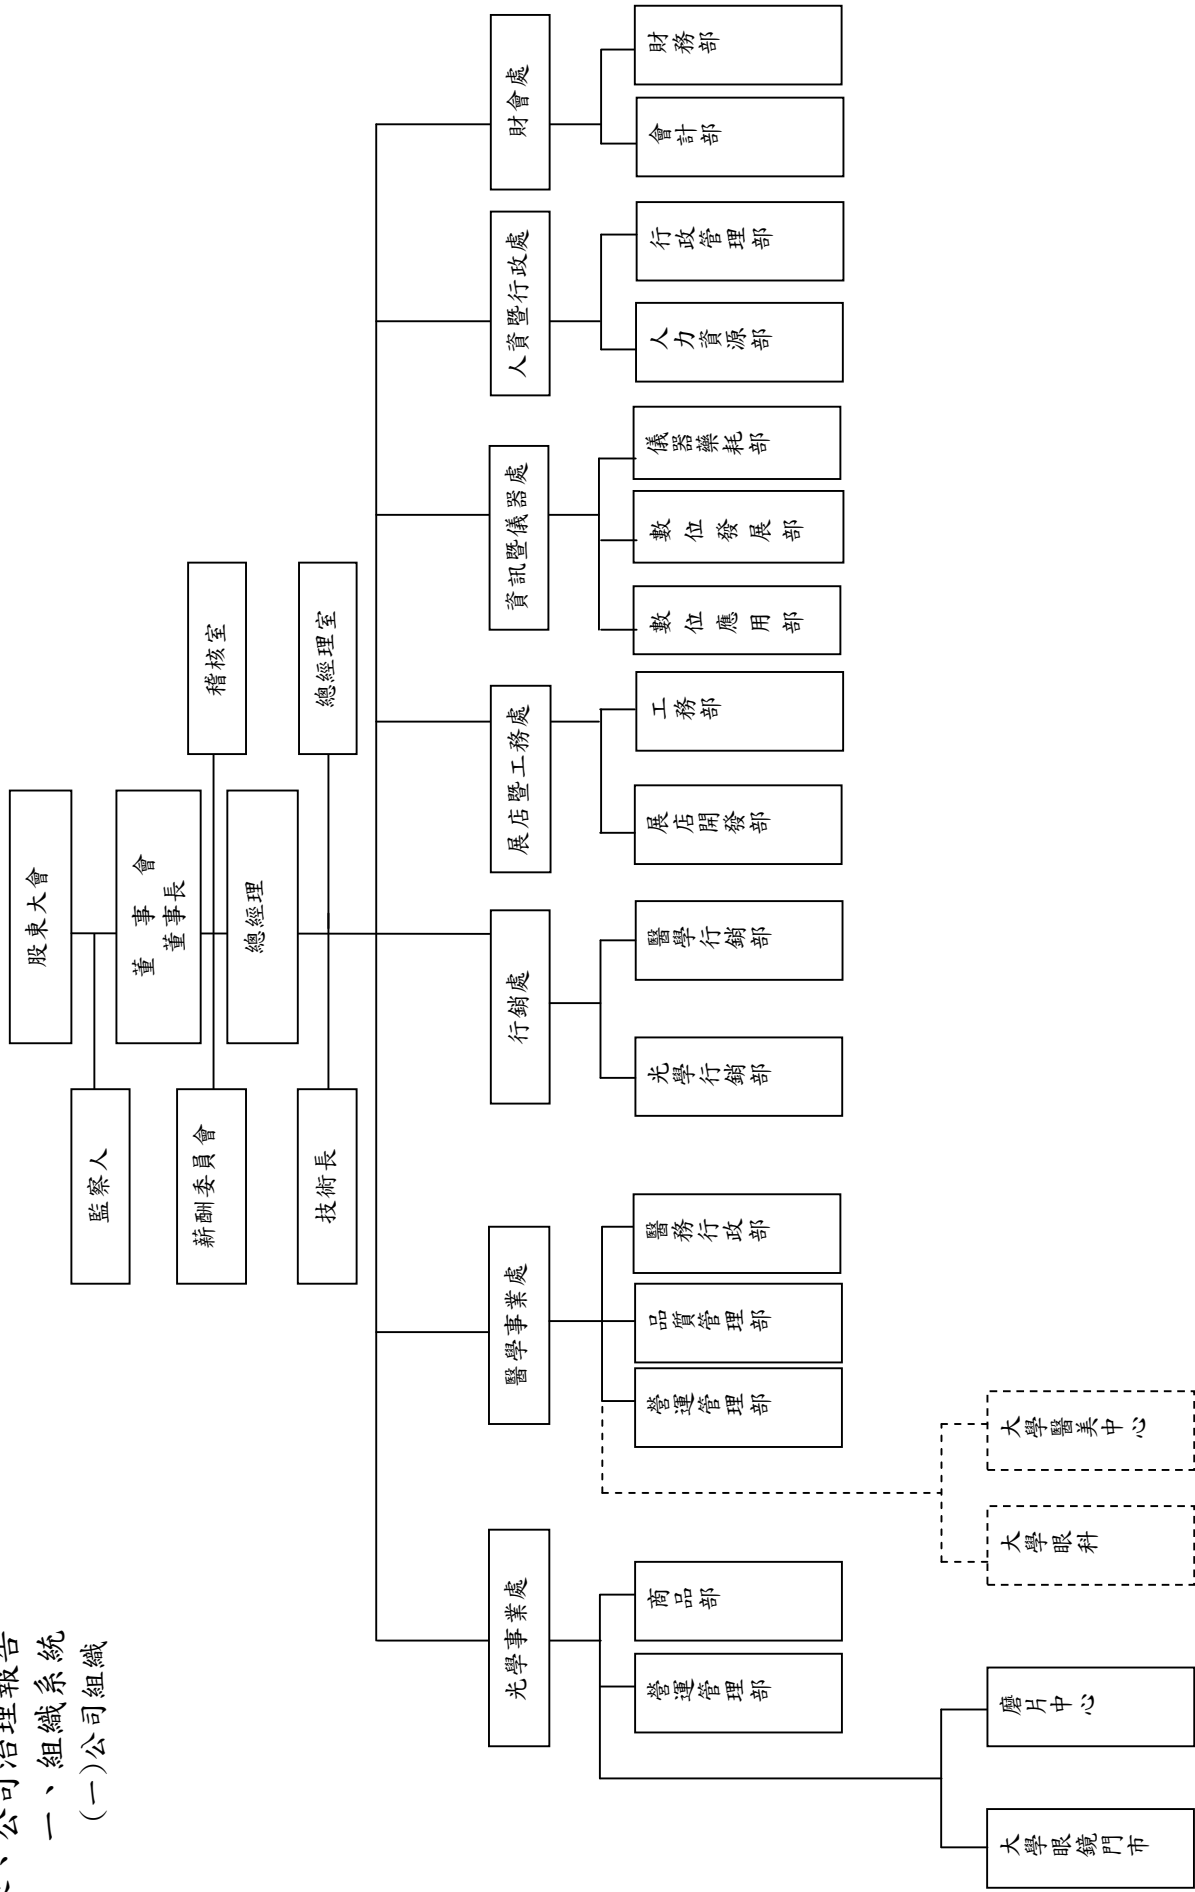 、公司治理報告
一、組織系統
(一)公司組織
股東大會
監察人
董事會
董事長
薪酬委員會
稽核室
總經理
技術長
總經理室
光學事業處
醫學事業處
行銷處
展店暨工務處
資訊暨儀器處
人資暨行政處
財會處
營運管理部
商品部
營運管理部
品質管理部
醫務行政部
光學行銷部
醫學行銷部
展店開發部
工務部
數位應用部
數位發展部
儀器藥耗部
人力資源部
行政管理部
會計部
財務部
大學眼鏡門市
磨片中心
大學眼科
大學醫美中心